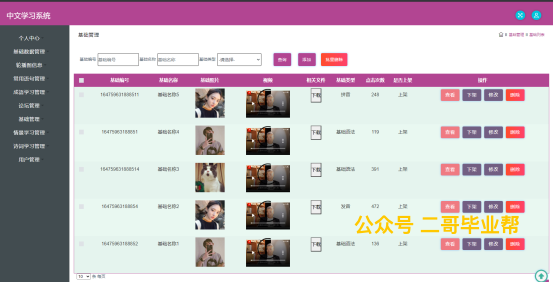 中文学习系统
基础管理
基础管理 基础列表
个人中心
基础数据管理
轮播图信息
常用语句管理
成语学习管理
论坛管理
基础管理
情景学习管理
诗词学习管理
用户管理
基础编号 基础编号 基础名称 基础名称 基础类型 -请选择- 查询 添加 批量删除
基础编号 基础名称 基础照片 视频 相关文件 基础类型 点击次数 是否上架 操作
基础名称5 下载 拼音 248 上架 查看 下架 修改 删除
基础名称4 下载 基础语法 上架 查看 下架 修改 删除
基础名称3 下载 基础语法 391 上架 查看 下架 修改 删除
基础名称2 下载 发音 472 上架 查看 下架 修改 删除
基础名称1 下载 基础语法 上架 查看 下架 修改 删除
公众号 二哥毕业帮
10 条 每页